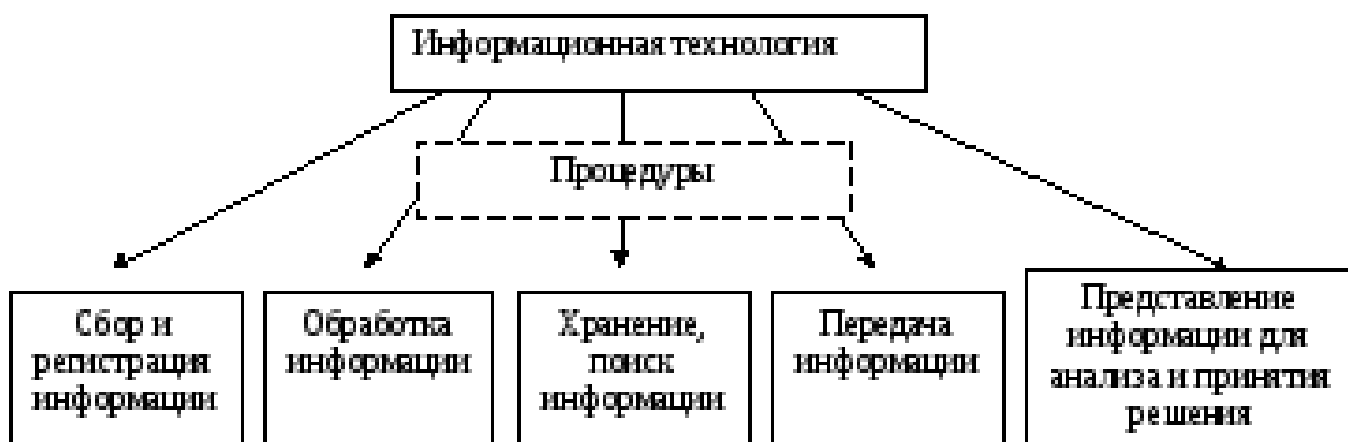 Информационная технология
Процедуры
Сбор и
регистрация
информации
Обработка
информации
Хранение,
поиск
информации
Передача
информации
Представление
информации для
анализа и принятия
решения